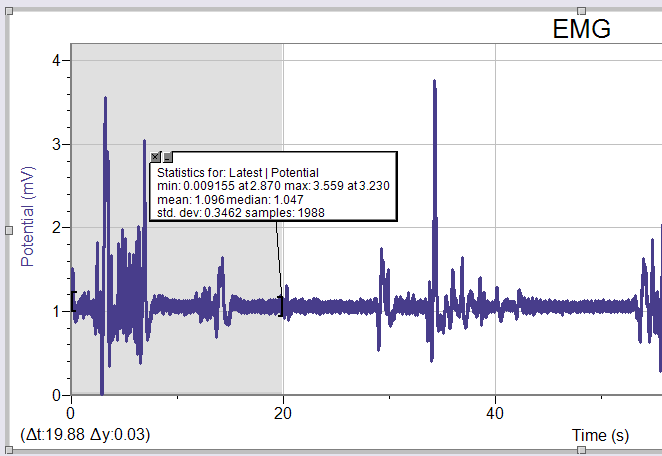 EMG
4
3
2
1
0
Potential (mV)
Statistics for: Latest | Potential
min: 0.009155 at 2.870 max: 3.559 at 3.230
mean: 1.096 median: 1.047
std. dev: 0.3462 samples: 1988
0
20
40
(Δt:19.88 Δy:0.03)
Time (s)